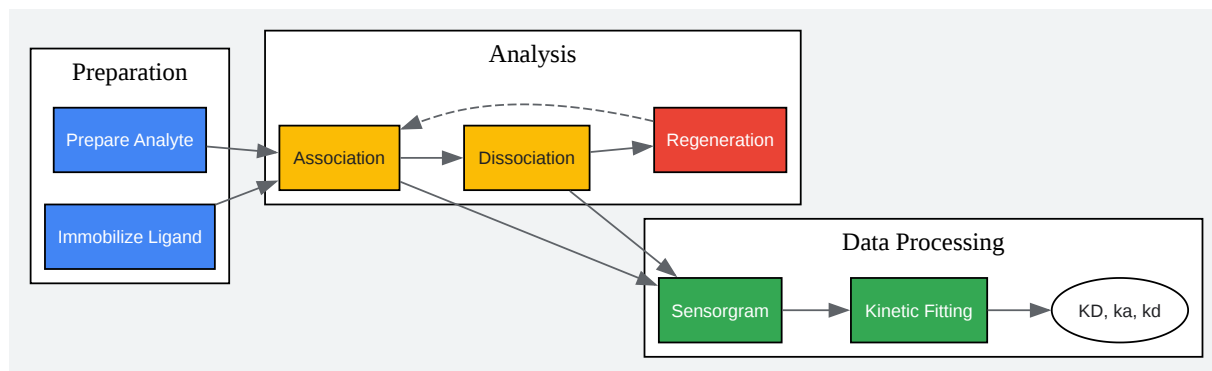 Preparation
Prepare Analyte
Immobilize Ligand
Analysis
Association
Dissociation
Regeneration
Data Processing
Sensorgram
Kinetic Fitting
KD, ka, kd